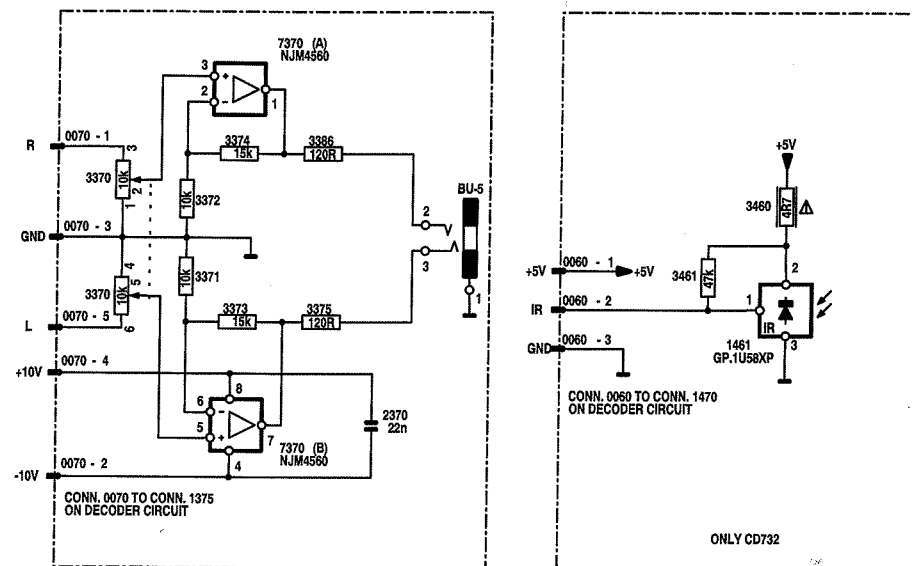 7370 (A)
NJM4560
3
+
2
−
1
R
0070 - 1
3
3370
10k
2
1
3374
15k
3386
120R
10k
3372
BU-5
2
3
1
GND
0070 - 3
4
5
3370
10k
6
10k
3371
L
0070 - 5
3373
15k
3375
120R
+10V
0070 - 4
8
6
−
5
+
7
4
2370
22n
7370 (B)
NJM4560
-10V
0070 - 2
CONN. 0070 TO CONN. 1375
ON DECODER CIRCUIT
+5V
3460
4R7
3461
47k
2
+5V
0060 - 1
+5V
IR
0060 - 2
1
IR
3
1461
GP.1U58XP
GND
0060 - 3
CONN. 0060 TO CONN. 1470
ON DECODER CIRCUIT
ONLY CD732